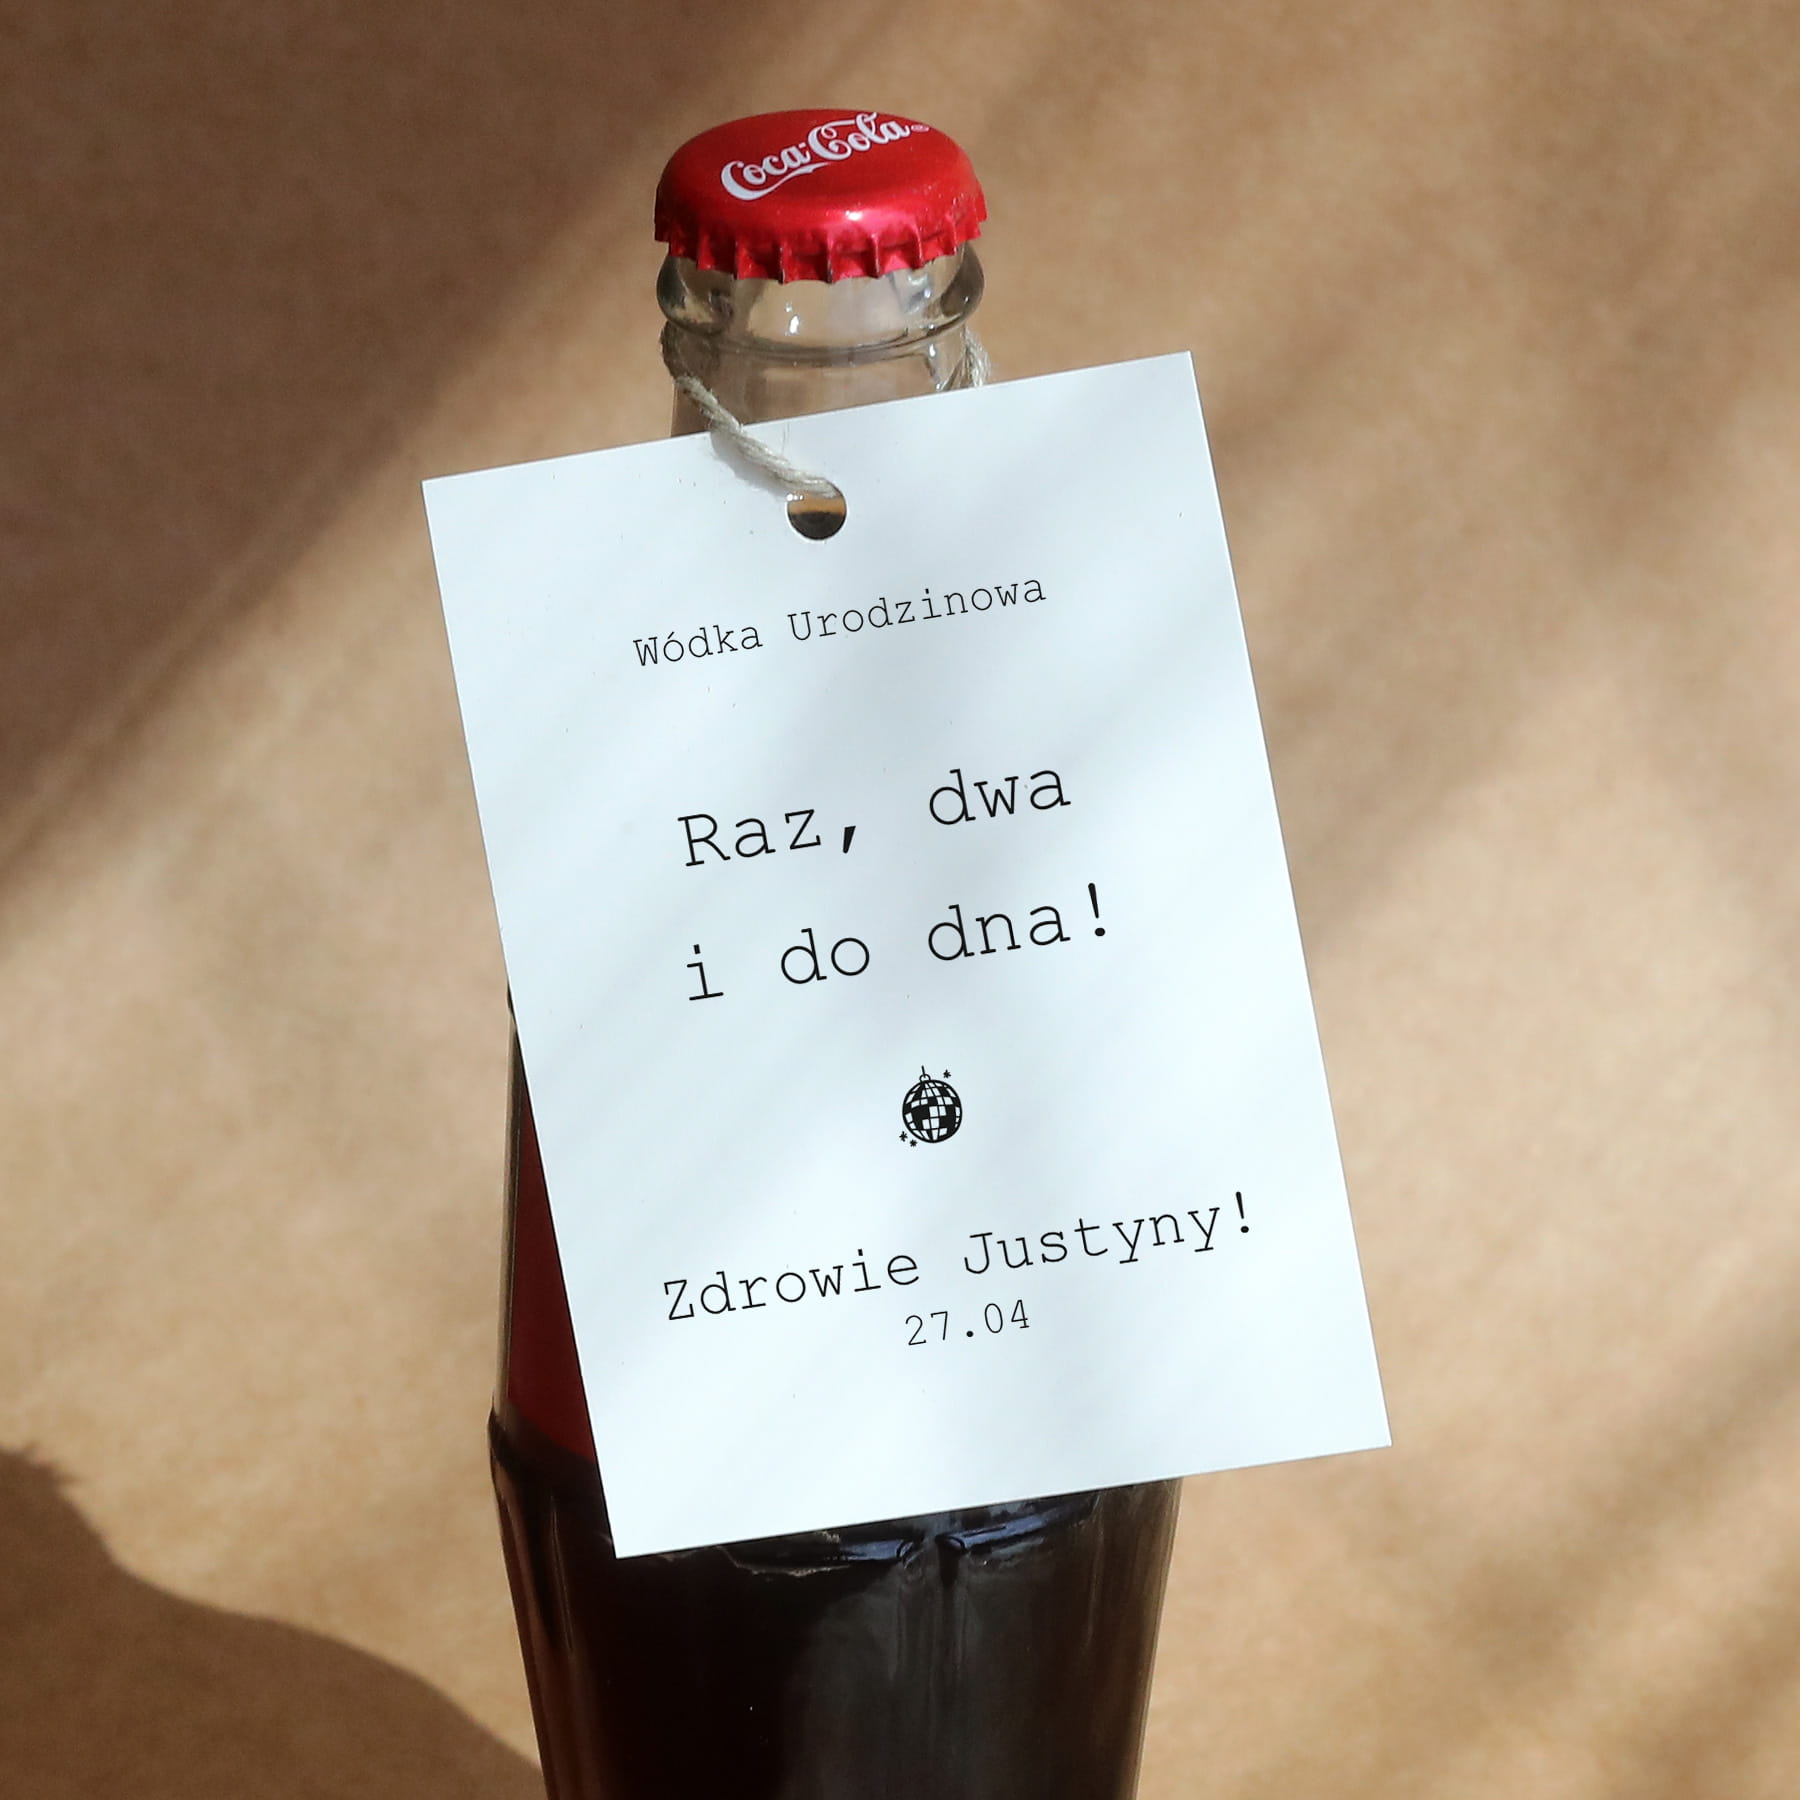 Coca-Cola
Wódka Urodzinowa
Raz, dwa
i do dna!
Zdrowie Justyny!
27.04